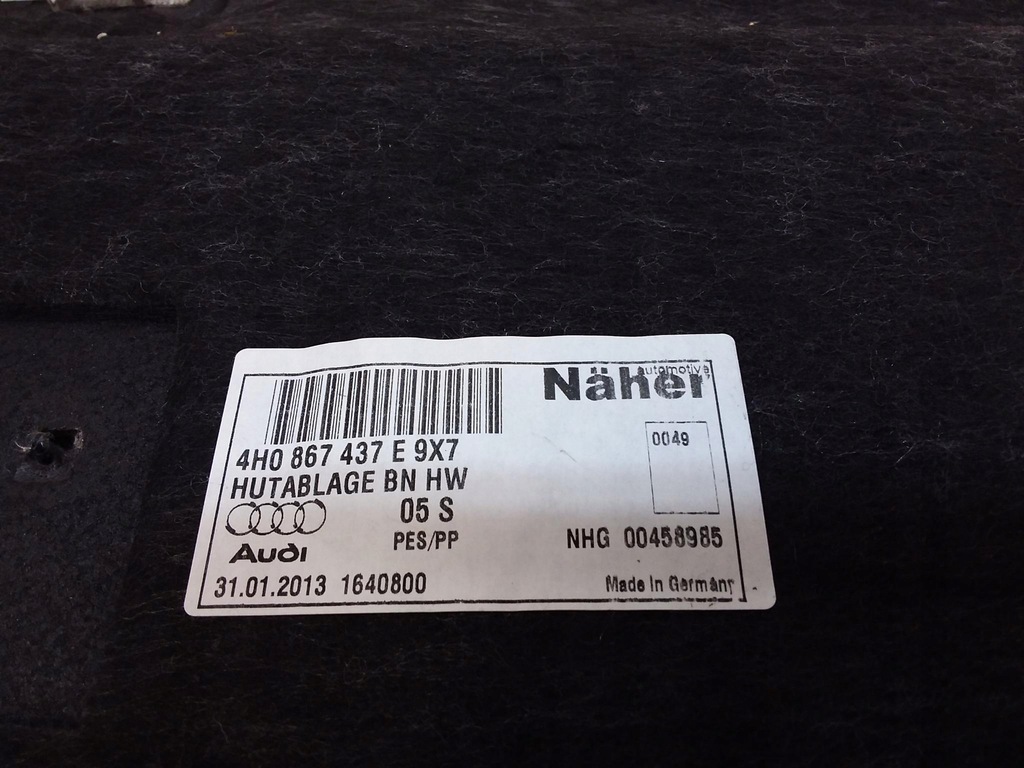 automotive
Näher
0049
4H0 867 437 E 9X7
HUTABLAGE BN HW
05 S
Audi
PES/PP
NHG 00458985
31.01.2013 1640800
Made in Germany